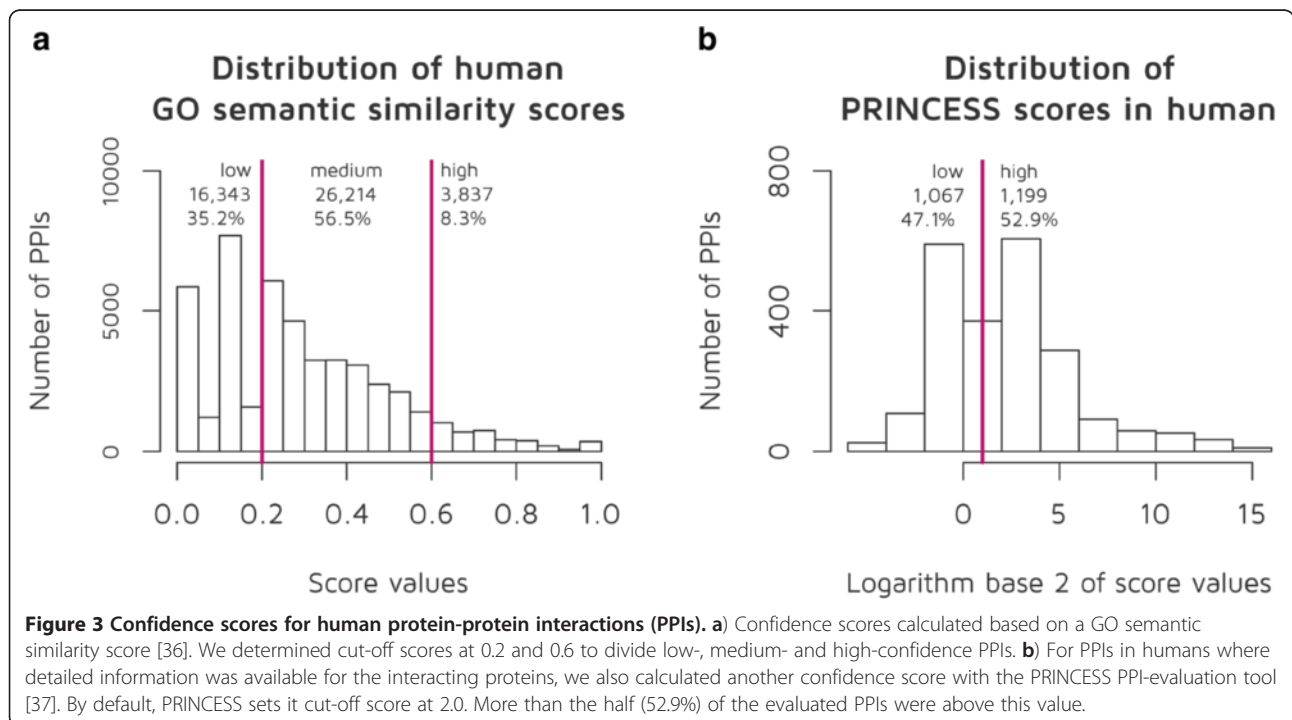 a
Distribution of human
GO semantic similarity scores
low
16,343
35.2%
medium
26,214
56.5%
high
3,837
8.3%
Number of PPIs
10000
5000
0
0.0 0.2 0.4 0.6 0.8 1.0
Score values
b
Distribution of
PRINCESS scores in human
low
1,067
47.1%
high
1,199
52.9%
Number of PPIs
800
400
0
0 5 10 15
Logarithm base 2 of score values
Figure 3 Confidence scores for human protein-protein interactions (PPIs). a) Confidence scores calculated based on a GO semantic
similarity score [36]. We determined cut-off scores at 0.2 and 0.6 to divide low-, medium- and high-confidence PPIs. b) For PPIs in humans where
detailed information was available for the interacting proteins, we also calculated another confidence score with the PRINCESS PPI-evaluation tool
[37]. By default, PRINCESS sets it cut-off score at 2.0. More than the half (52.9%) of the evaluated PPIs were above this value.